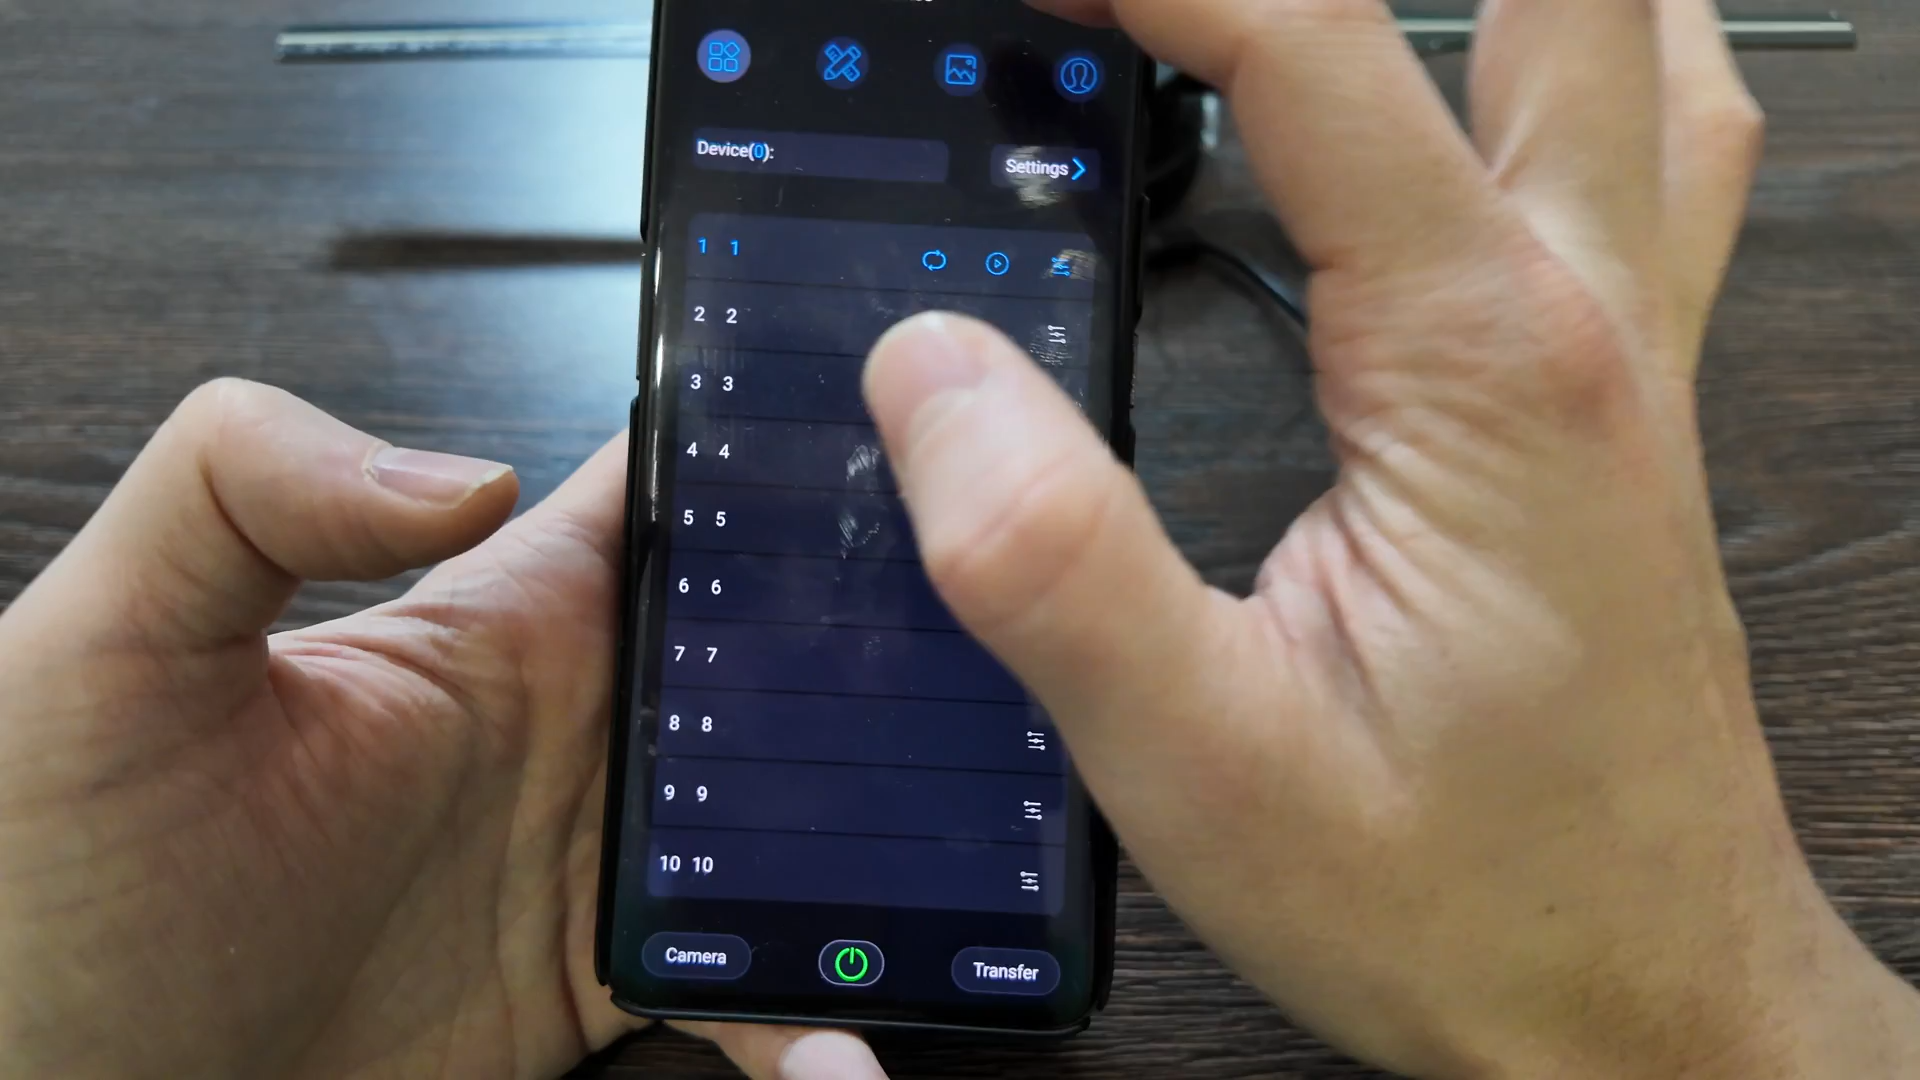 Device(0):
Settings
1 1
2 2
3 3
4 4
5 5
6 6
7 7
8 8
9 9
10 10
Camera
Transfer